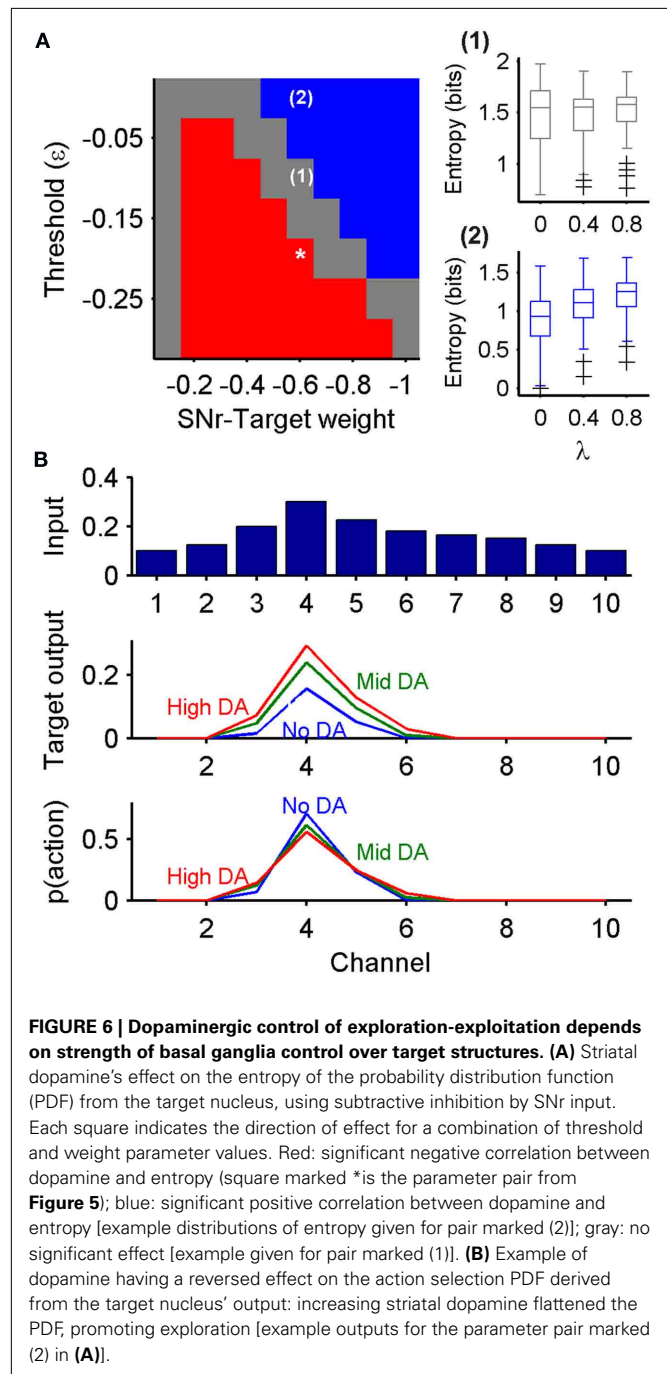 A
Threshold (ε)
-0.05
-0.15
-0.25
(2)
(1)
*
-0.2 -0.4 -0.6 -0.8 -1
SNr-Target weight
(1)
Entropy (bits)
2
1.5
1
0 0.4 0.8
(2)
Entropy (bits)
1.5
1
0.5
0
0 0.4 0.8
λ
B
Input
0.4
0.2
0
1 2 3 4 5 6 7 8 9 10
Target output
0.2
0
High DA
Mid DA
No DA
2 4 6 8 10
p(action)
0.5
0
No DA
Mid DA
High DA
2 4 6 8 10
Channel
FIGURE 6 | Dopaminergic control of exploration-exploitation depends
on strength of basal ganglia control over target structures. (A) Striatal
dopamine's effect on the entropy of the probability distribution function
(PDF) from the target nucleus, using subtractive inhibition by SNr input.
Each square indicates the direction of effect for a combination of threshold
and weight parameter values. Red: significant negative correlation between
dopamine and entropy (square marked *is the parameter pair from
Figure 5); blue: significant positive correlation between dopamine and
entropy [example distributions of entropy given for pair marked (2)]; gray: no
significant effect [example given for pair marked (1)]. (B) Example of
dopamine having a reversed effect on the action selection PDF derived
from the target nucleus' output: increasing striatal dopamine flattened the
PDF, promoting exploration [example outputs for the parameter pair marked
(2) in (A)].